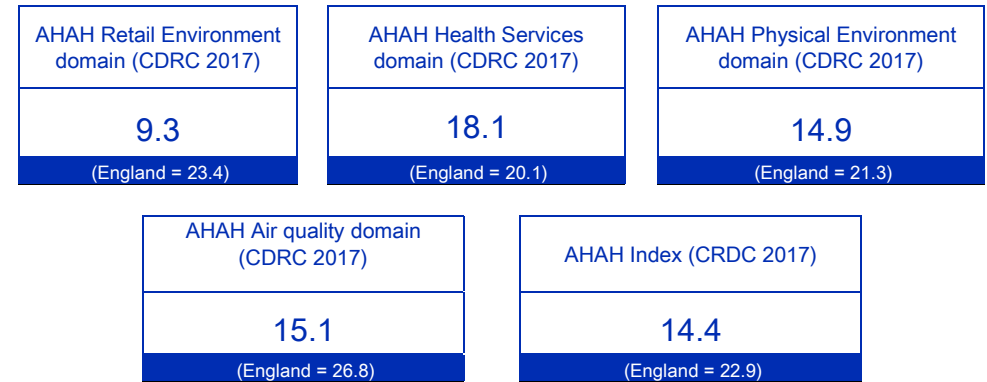 AHAH Retail Environment
domain (CDRC 2017)
9.3
(England = 23.4)
AHAH Health Services
domain (CDRC 2017)
18.1
(England = 20.1)
AHAH Physical Environment
domain (CDRC 2017)
14.9
(England = 21.3)
AHAH Air quality domain
(CDRC 2017)
15.1
(England = 26.8)
AHAH Index (CRDC 2017)
14.4
(England = 22.9)